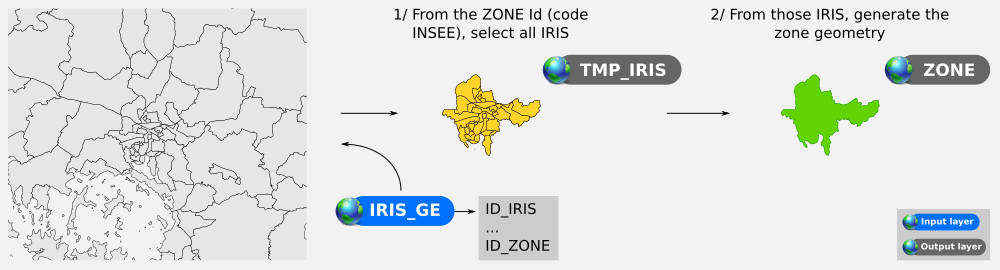 1/ From the ZONE Id (code
INSEE), select all IRIS
2/ From those IRIS, generate the
zone geometry
TMP_IRIS
ZONE
IRIS_GE
ID_IRIS
...
ID_ZONE
Input layer
Output layer